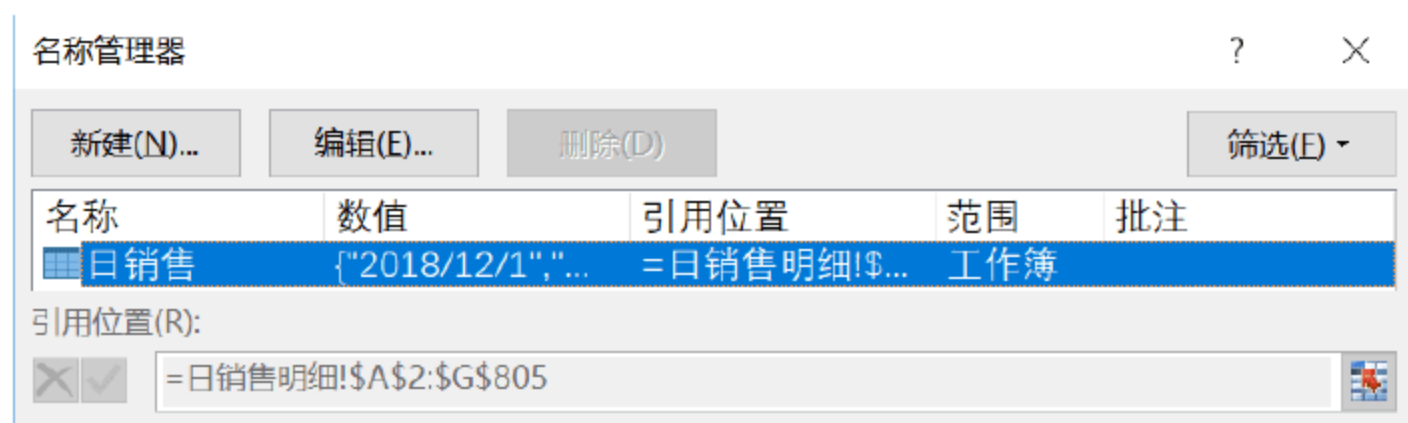 名称管理器 ?
新建(N)... 编辑(E)... 删除(D) 筛选(F)
名称 数值 引用位置 范围 批注
日销售 {"2018/12/1","... =日销售明细!$... 工作簿
引用位置(R):
=日销售明细!$A$2:$G$805